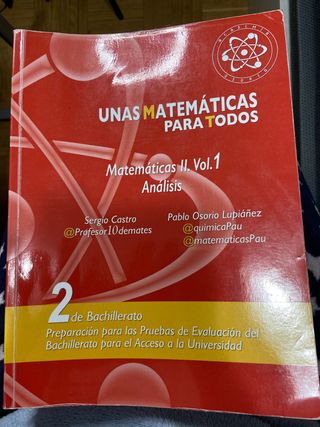 ACADEMIA
UNAS MATEMÁTICAS
PARA TODOS
Matemáticas II. Vol.1
Análisis
Sergio Castro
@Profesor10demates
Pablo Osorio Lupiáñez
@quimicaPau
@matematicasPau
2 de Bachillerato
Preparación para las Pruebas de Evaluación del
Bachillerato para el Acceso a la Universidad